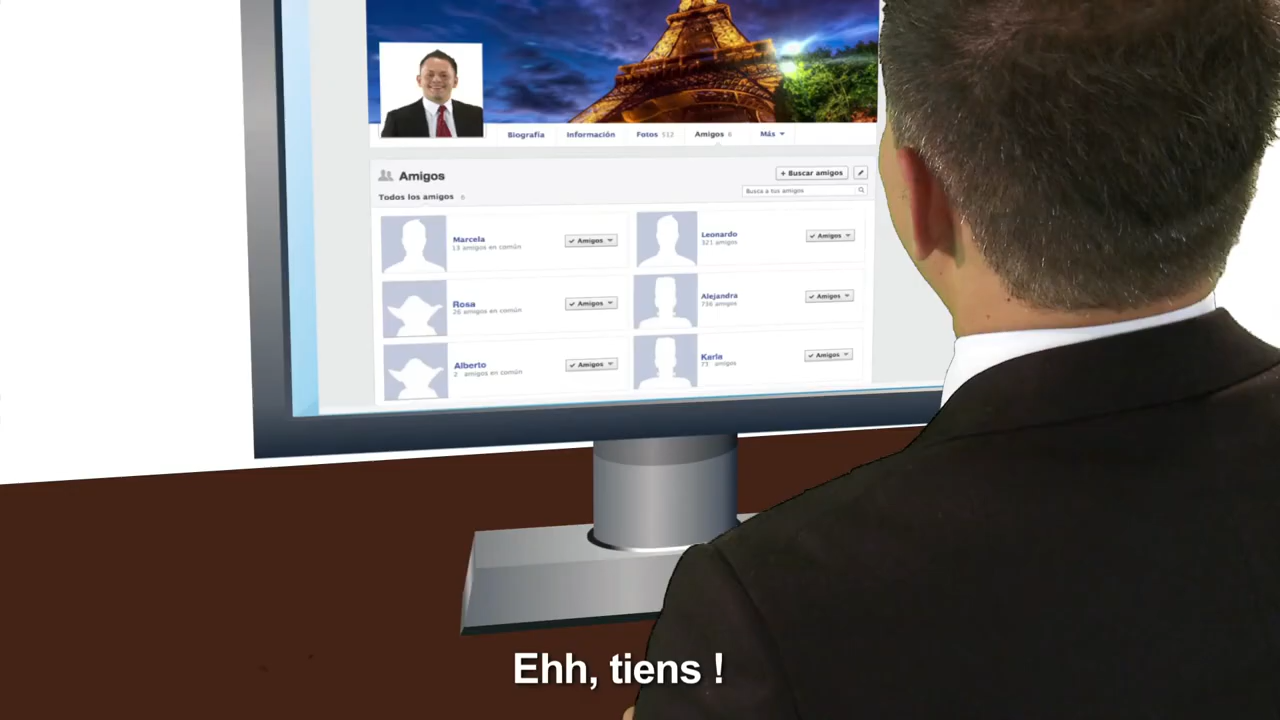 Biografía Información Fotos 512 Amigos 6 Más
Amigos
+ Buscar amigos
Todos los amigos 6
Busca a tus amigos
Marcela
13 amigos en común
Amigos
Leonardo
321 amigos
Amigos
Rosa
26 amigos en común
Amigos
Alejandra
736 amigos
Amigos
Alberto
2 amigos en común
Amigos
Karla
73 amigos
Amigos
Ehh, tiens !